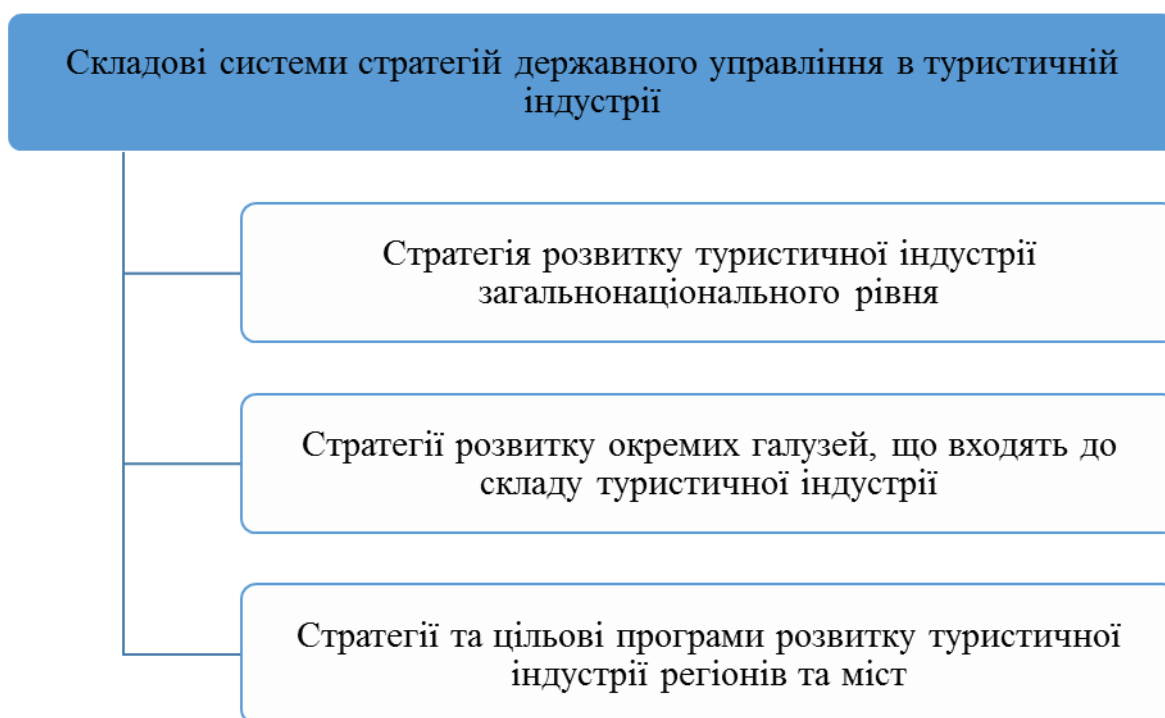 Складові системи стратегій державного управління в туристичній
індустрії
Стратегія розвитку туристичної індустрії
загальнонаціонального рівня
Стратегії розвитку окремих галузей, що входять до
складу туристичної індустрії
Стратегії та цільові програми розвитку туристичної
індустрії регіонів та міст